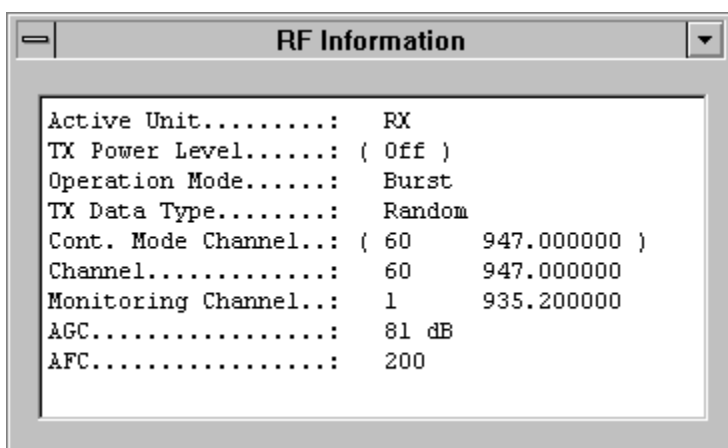 RF Information
Active Unit.........: RX
TX Power Level......: ( Off )
Operation Mode......: Burst
TX Data Type........: Random
Cont. Mode Channel..: ( 60 947.000000 )
Channel.............: 60 947.000000
Monitoring Channel..: 1 935.200000
AGC.................: 81 dB
AFC.................: 200